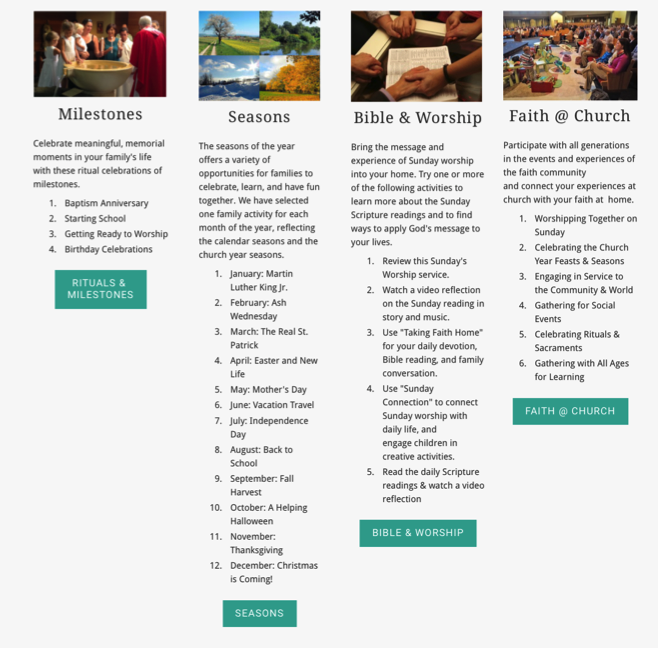 Milestones
Celebrate meaningful, memorial
moments in your family's life
with these ritual celebrations of
milestones.
1. Baptism Anniversary
2. Starting School
3. Getting Ready to Worship
4. Birthday Celebrations
RITUALS &
MILESTONES
Seasons
The seasons of the year
offers a variety of
opportunities for families to
celebrate, learn, and have fun
together. We have selected
one family activity for each
month of the year, reflecting
the calendar seasons and the
church year seasons.
1. January: Martin
Luther King Jr.
2. February: Ash
Wednesday
3. March: The Real St.
Patrick
4. April: Easter and New
Life
5. May: Mother's Day
6. June: Vacation Travel
7. July: Independence
Day
8. August: Back to
School
9. September: Fall
Harvest
10. October: A Helping
Halloween
11. November:
Thanksgiving
12. December: Christmas
is Coming!
SEASONS
Bible & Worship
Bring the message and
experience of Sunday worship
into your home. Try one or more
of the following activities to
learn more about the Sunday
Scripture readings and to find
ways to apply God's message to
your lives.
1. Review this Sunday's
Worship service.
2. Watch a video reflection
on the Sunday reading in
story and music.
3. Use "Taking Faith Home"
for your daily devotion,
Bible reading, and family
conversation.
4. Use "Sunday
Connection" to connect
Sunday worship with
daily life, and
engage children in
creative activities.
5. Read the daily Scripture
readings & watch a video
reflection
BIBLE & WORSHIP
Faith @ Church
Participate with all generations
in the events and experiences of
the faith community
and connect your experiences at
church with your faith at home.
1. Worshipping Together on
Sunday
2. Celebrating the Church
Year Feasts & Seasons
3. Engaging in Service to
the Community & World
4. Gathering for Social
Events
5. Celebrating Rituals &
Sacraments
6. Gathering with All Ages
for Learning
FAITH @ CHURCH